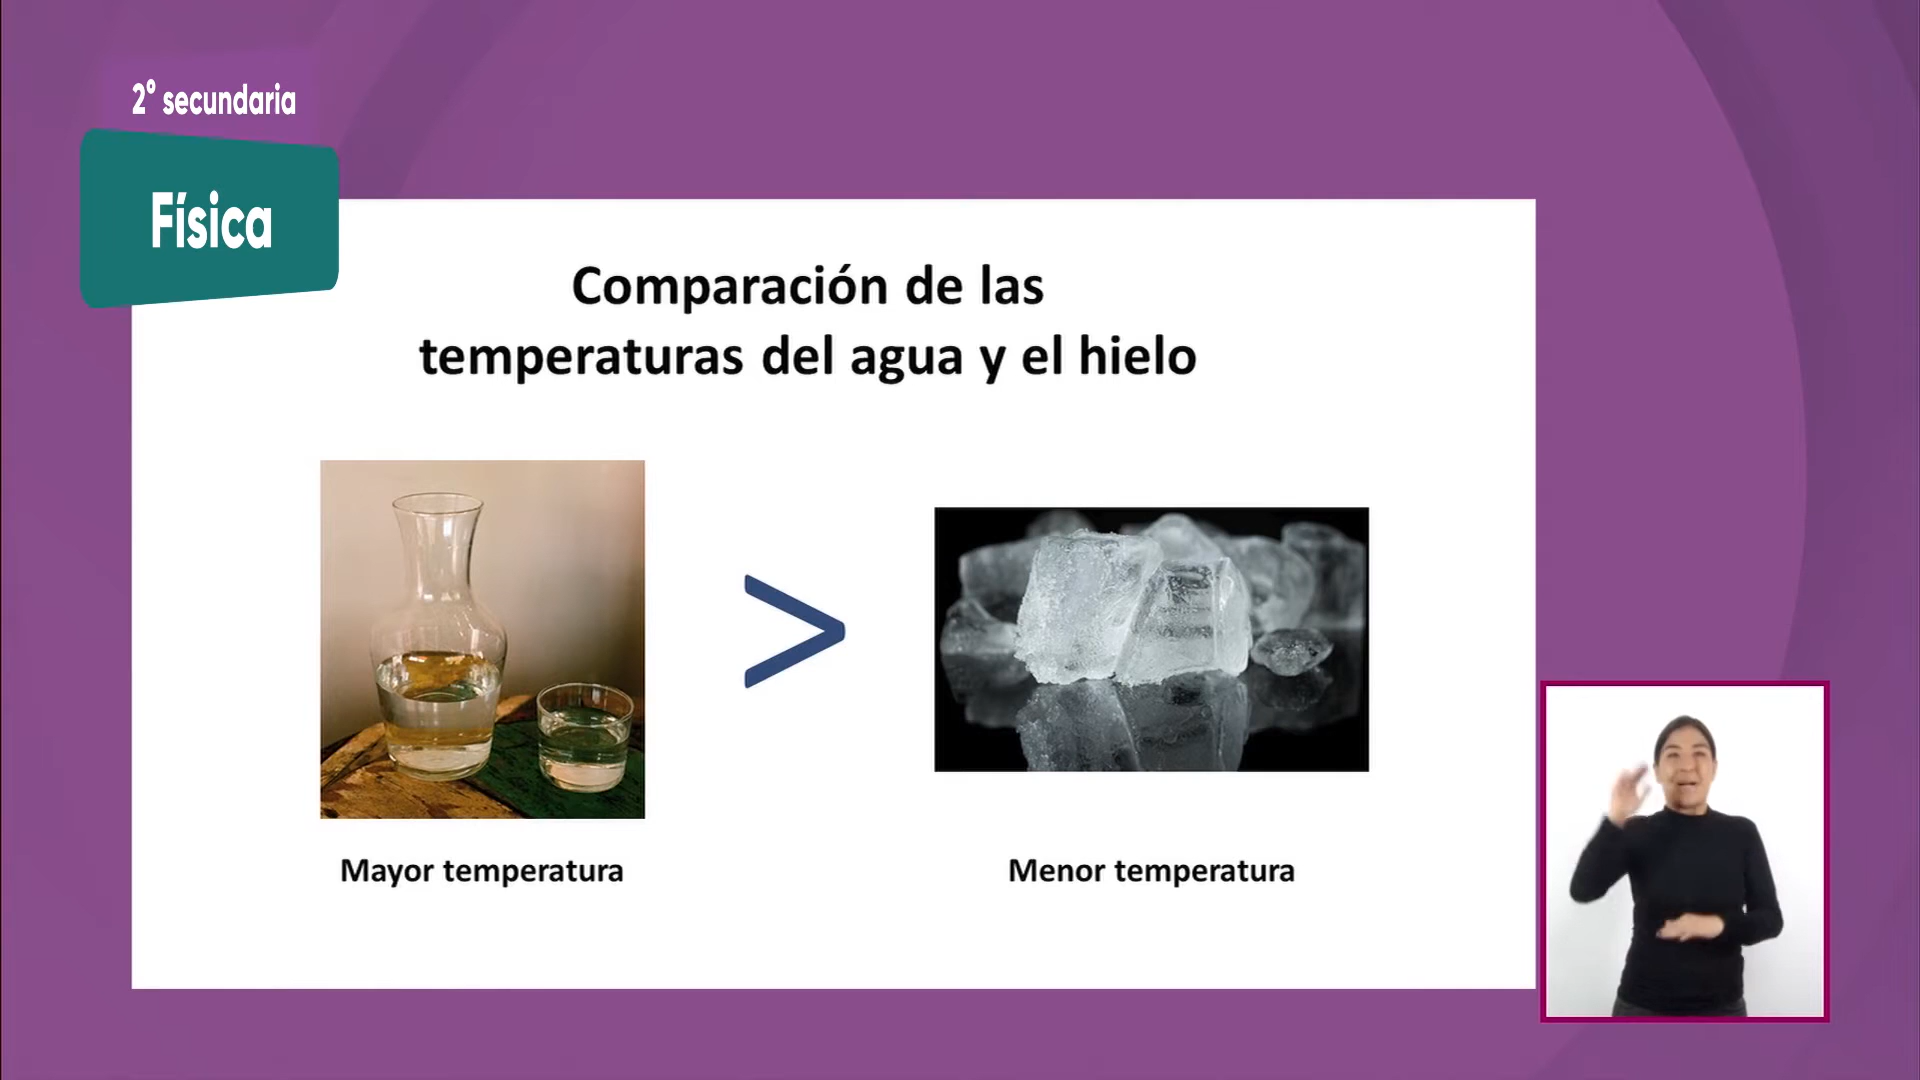 2° secundaria
Física
Comparación de las
temperaturas del agua y el hielo
>
Mayor temperatura
Menor temperatura